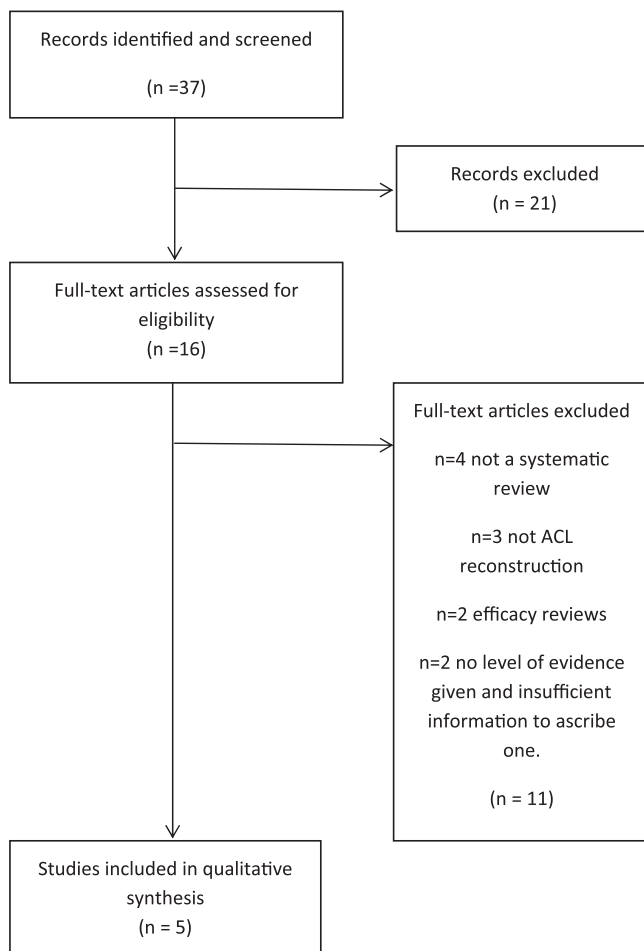 Records identified and screened
(n =37)
Records excluded
(n = 21)
Full-text articles assessed for
eligibility
(n =16)
Full-text articles excluded
n=4 not a systematic
review
n=3 not ACL
reconstruction
n=2 efficacy reviews
n=2 no level of evidence
given and insufficient
information to ascribe
one.
(n = 11)
Studies included in qualitative
synthesis
(n = 5)